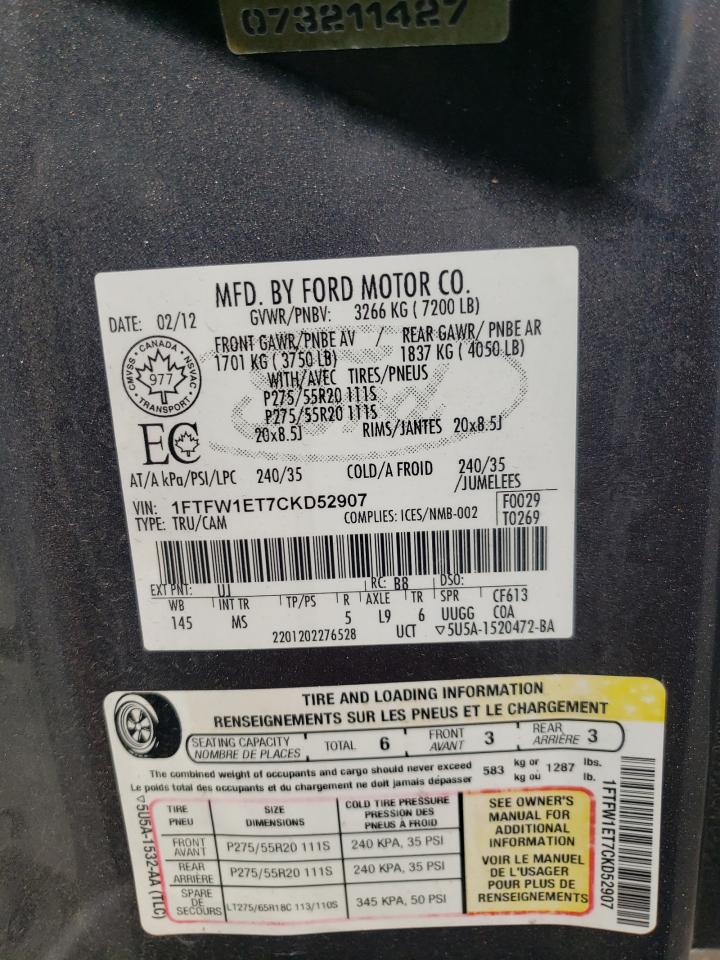 073211427
MFD. BY FORD MOTOR CO.
DATE: 02/12
GVWR/PNBV: 3266 KG ( 7200 LB)
FRONT GAWR/PNBE AV / REAR GAWR/ PNBE AR
1701 KG ( 3750 LB) 1837 KG ( 4050 LB)
WITH/AVEC TIRES/PNEUS
P275/55R20 111S
P275/55R20 111S
20x8.5J RIMS/JANTES 20x8.5J
CMVSS • CANADA • NSVAC • TRANSPORT •
977
EC
AT/A kPa/PSI/LPC 240/35 COLD/A FROID 240/35
/JUMELEES
VIN: 1FTFW1ET7CKD52907
TYPE: TRU/CAM COMPLIES: ICES/NMB-002
F0029
T0269
EXT PNT: UJ RC: B8 DSO:
WB INT TR TP/PS R AXLE TR SPR CF613
145 MS 5 L9 6 UUGG COA
2201202276528 UCT ▽5U5A-1520472-BA
TIRE AND LOADING INFORMATION
RENSEIGNEMENTS SUR LES PNEUS ET LE CHARGEMENT
SEATING CAPACITY
NOMBRE DE PLACES
TOTAL 6
FRONT
AVANT 3
REAR
ARRIÈRE 3
The combined weight of occupants and cargo should never exceed 583 kg or 1287 lbs.
Le poids total des occupants et du chargement ne doit jamais dépasser kg ou lb.
TIRE SIZE COLD TIRE PRESSURE
PNEU DIMENSIONS PRESSION DES
PNEUS À FROID
FRONT
AVANT P275/55R20 111S 240 KPA, 35 PSI
REAR
ARRIÈRE P275/55R20 111S 240 KPA, 35 PSI
SPARE
DE
SECOURS LT275/65R18C 113/110S 345 KPA, 50 PSI
SEE OWNER'S
MANUAL FOR
ADDITIONAL
INFORMATION
VOIR LE MANUEL
DE L'USAGER
POUR PLUS DE
RENSEIGNEMENTS
▽5U5A-1532-AA (TLC)
1FTFW1ET7CKD52907